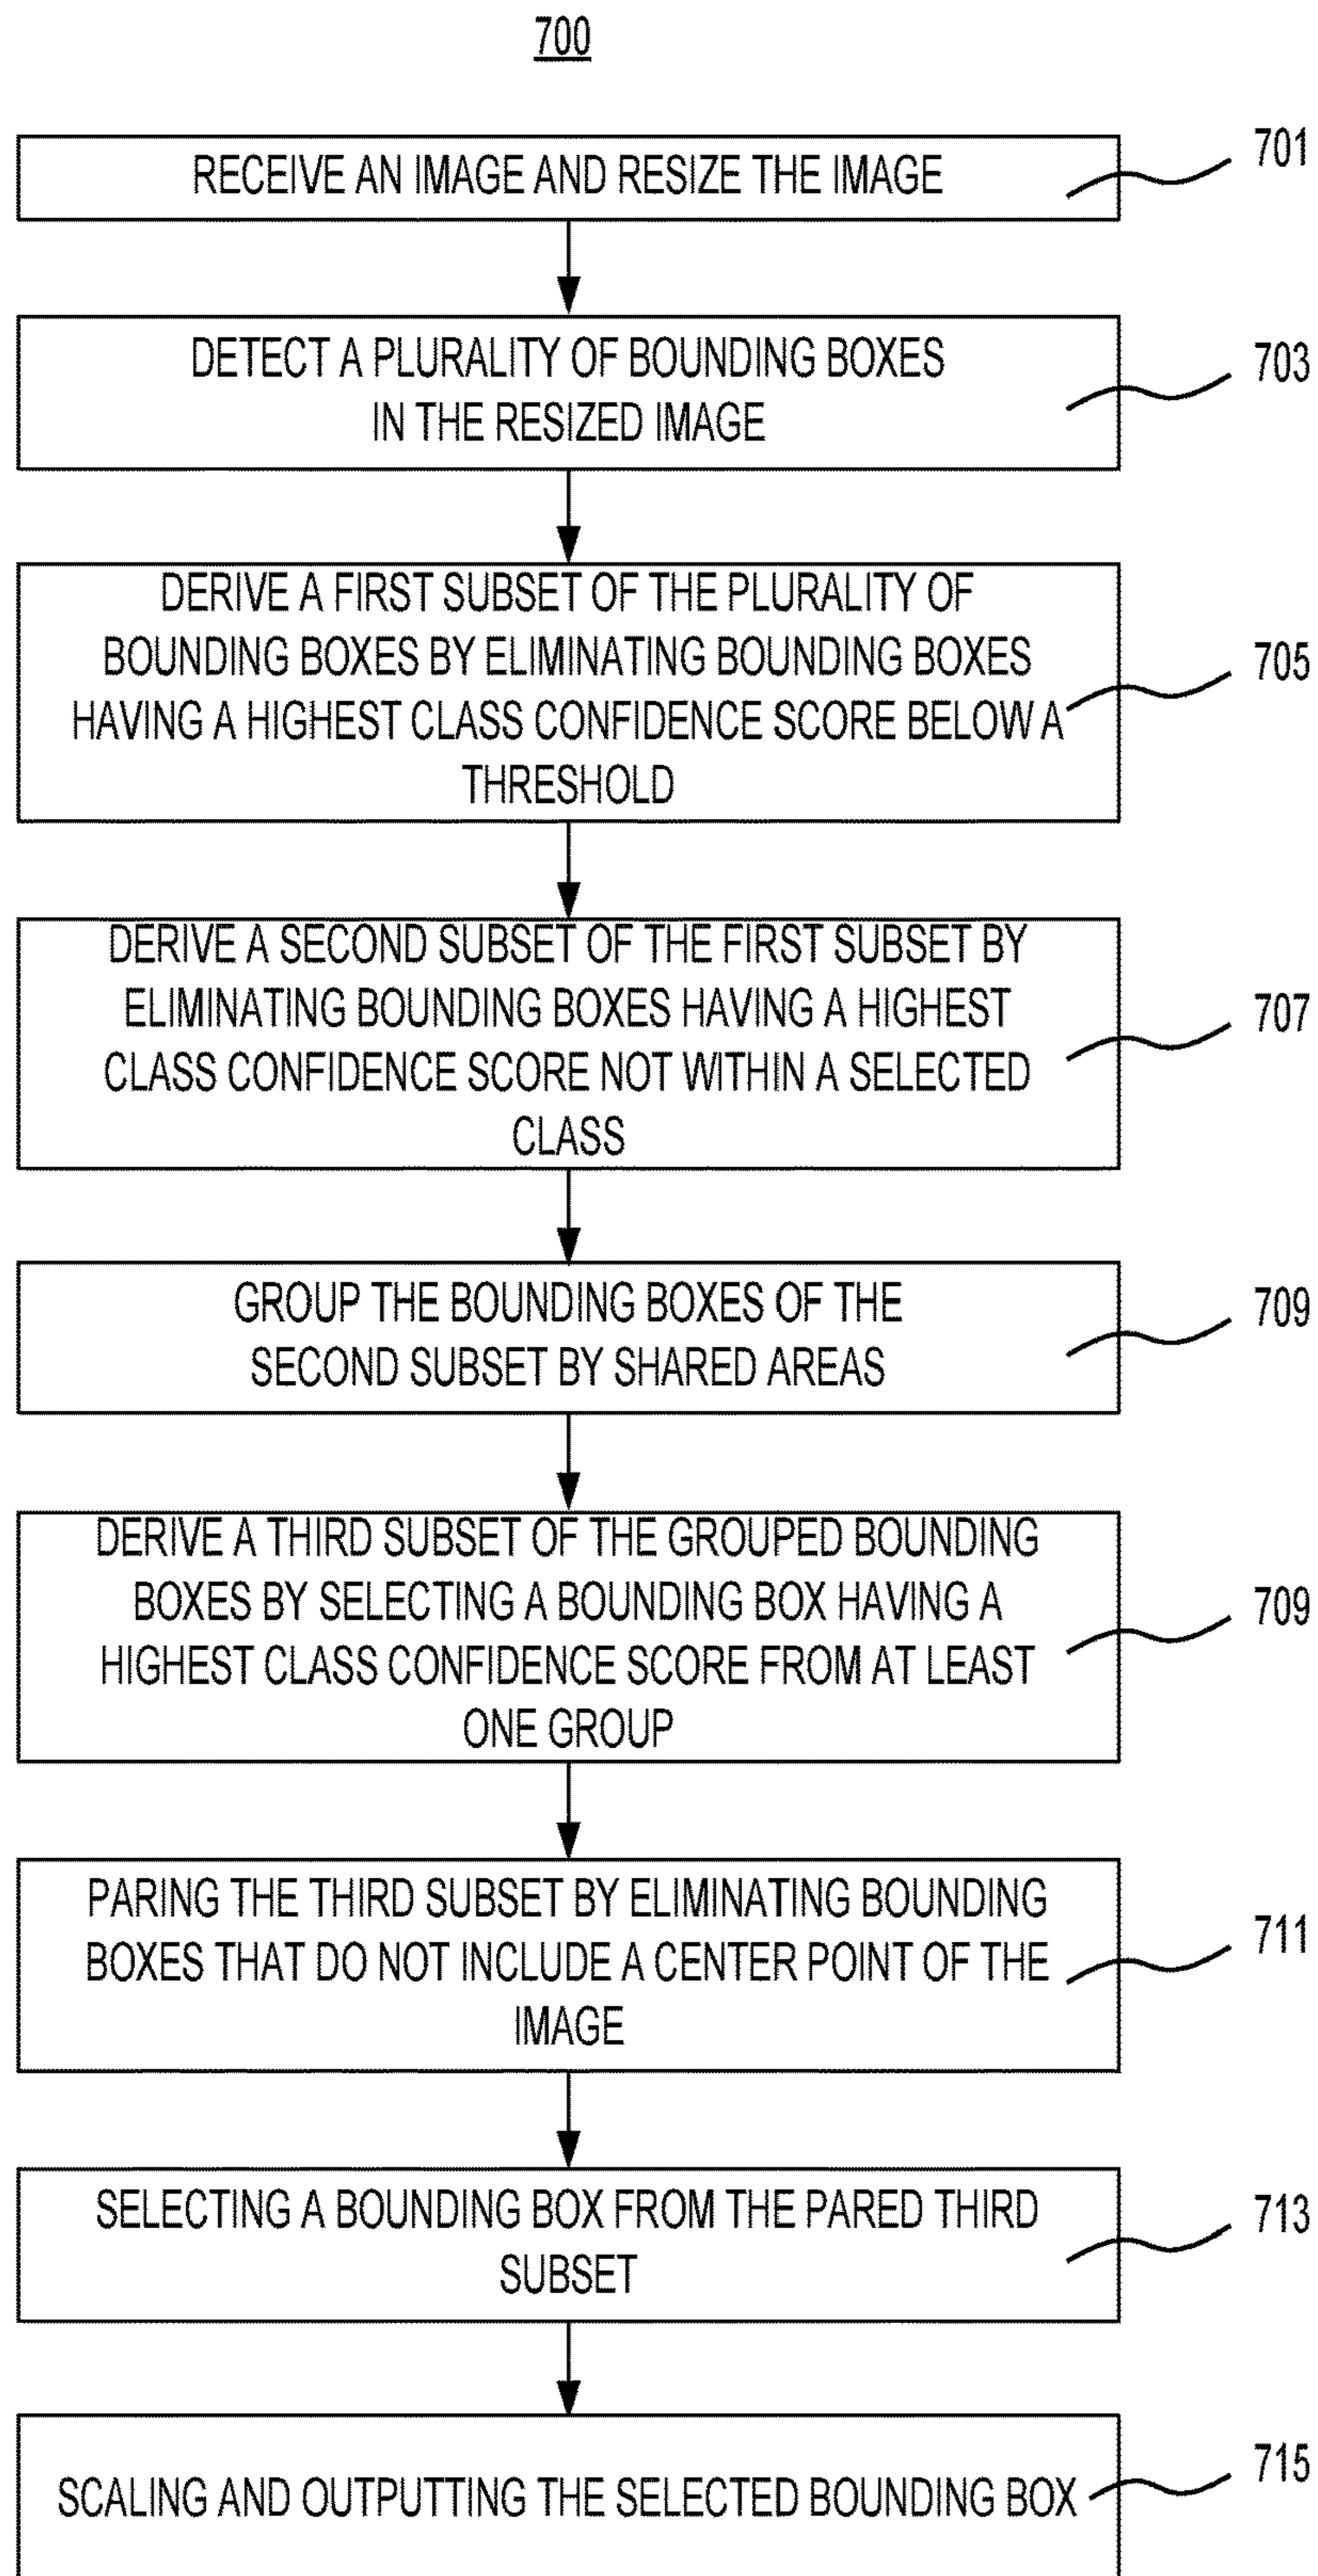 700
RECEIVE AN IMAGE AND RESIZE THE IMAGE
701
DETECT A PLURALITY OF BOUNDING BOXES
IN THE RESIZED IMAGE
703
DERIVE A FIRST SUBSET OF THE PLURALITY OF
BOUNDING BOXES BY ELIMINATING BOUNDING BOXES
HAVING A HIGHEST CLASS CONFIDENCE SCORE BELOW A
THRESHOLD
705
DERIVE A SECOND SUBSET OF THE FIRST SUBSET BY
ELIMINATING BOUNDING BOXES HAVING A HIGHEST
CLASS CONFIDENCE SCORE NOT WITHIN A SELECTED
CLASS
707
GROUP THE BOUNDING BOXES OF THE
SECOND SUBSET BY SHARED AREAS
709
DERIVE A THIRD SUBSET OF THE GROUPED BOUNDING
BOXES BY SELECTING A BOUNDING BOX HAVING A
HIGHEST CLASS CONFIDENCE SCORE FROM AT LEAST
ONE GROUP
709
PARING THE THIRD SUBSET BY ELIMINATING BOUNDING
BOXES THAT DO NOT INCLUDE A CENTER POINT OF THE
IMAGE
711
SELECTING A BOUNDING BOX FROM THE PARED THIRD
SUBSET
713
SCALING AND OUTPUTTING THE SELECTED BOUNDING BOX
715